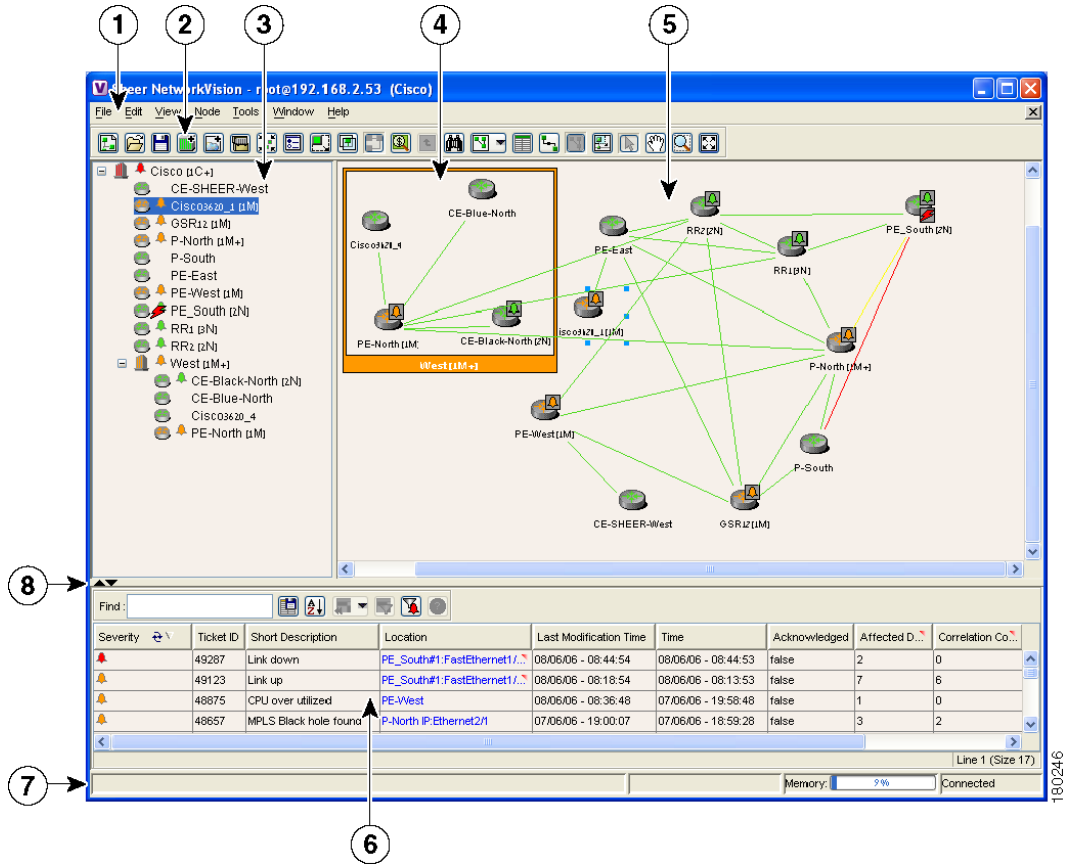 1
2
3
4
5
Sheer NetworkVision - root@192.168.2.53 (Cisco)
File Edit View Node Tools Window Help
Cisco [1C+]
CE-SHEER-West
Cisco3620_1 [1M]
GSR12 [1M]
P-North [1M+]
P-South
PE-East
PE-West [1M]
PE_South [2N]
RR1 [3N]
RR2 [2N]
West [1M+]
CE-Black-North [2N]
CE-Blue-North
Cisco3620_4
PE-North [1M]
CE-Blue-North
Cisco3620_4
PE-North [1M]
CE-Black-North [2N]
West [1M+]
PE-East
RR2 [2N]
PE_South [2N]
RR1 [3N]
isco3620_1 [1M]
P-North [1M+]
PE-West [1M]
P-South
CE-SHEER-West
GSR12 [1M]
8
Find :
Severity Ticket ID Short Description Location Last Modification Time Time Acknowledged Affected D... Correlation Co...
49287 Link down PE_South#1:FastEthernet1/... 08/06/06 - 08:44:54 08/06/06 - 08:44:53 false 2 0
49123 Link up PE_South#1:FastEthernet1/... 08/06/06 - 08:18:54 08/06/06 - 08:13:53 false 7 6
48875 CPU over utilized PE-West 08/06/06 - 08:36:48 07/06/06 - 19:58:48 false 1 0
48657 MPLS Black hole found P-North IP:Ethernet2/1 07/06/06 - 19:00:07 07/06/06 - 18:59:28 false 3 2
Line 1 (Size 17)
7
Memory: 9% Connected
6
180246